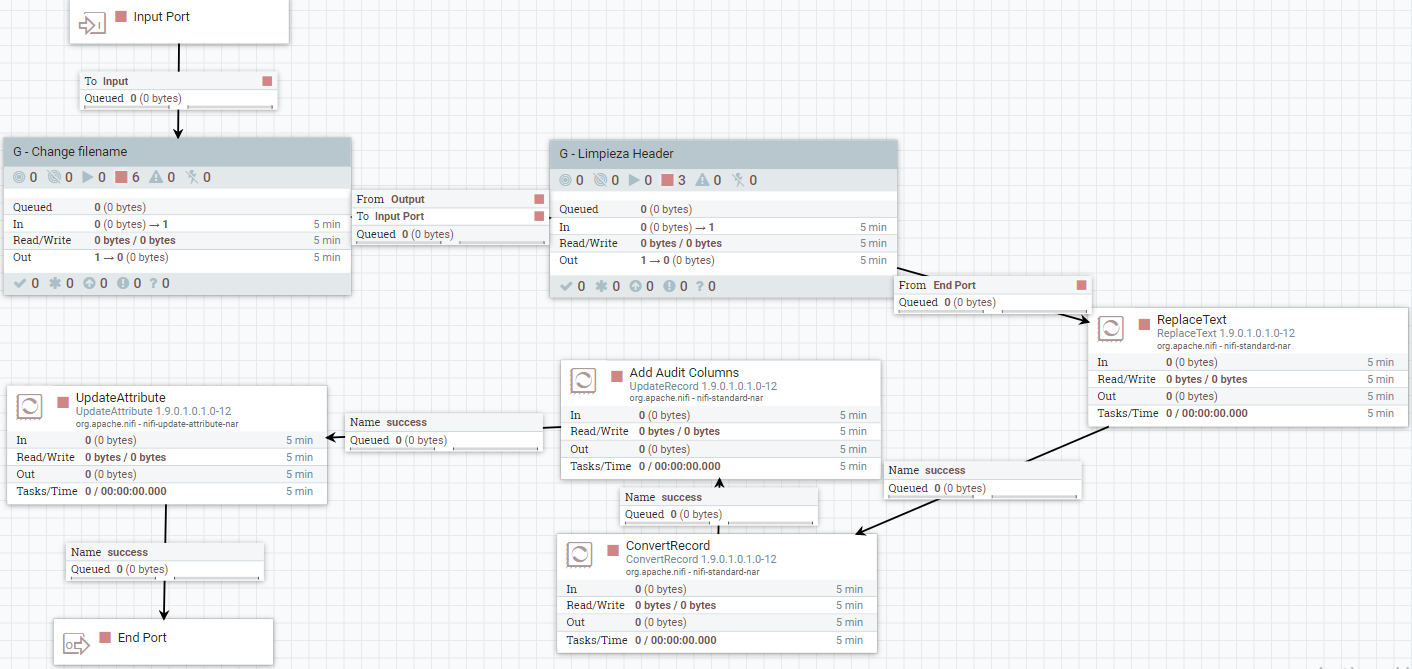 Input Port
To Input
Queued 0 (0 bytes)
G - Change filename
0 0 0 6 0 0
Queued 0 (0 bytes)
In 0 (0 bytes) → 1 5 min
Read/Write 0 bytes / 0 bytes 5 min
Out 1 → 0 (0 bytes) 5 min
0 0 0 0 ? 0
From Output
To Input Port
Queued 0 (0 bytes)
G - Limpieza Header
0 0 0 3 0 0
Queued 0 (0 bytes)
In 0 (0 bytes) → 1 5 min
Read/Write 0 bytes / 0 bytes 5 min
Out 1 → 0 (0 bytes) 5 min
0 0 0 0 ? 0
From End Port
Queued 0 (0 bytes)
ReplaceText
ReplaceText 1.9.0.1.0.1.0-12
org.apache.nifi - nifi-standard-nar
In 0 (0 bytes) 5 min
Read/Write 0 bytes / 0 bytes 5 min
Out 0 (0 bytes) 5 min
Tasks/Time 0 / 00:00:00.000 5 min
Name success
Queued 0 (0 bytes)
ConvertRecord
ConvertRecord 1.9.0.1.0.1.0-12
org.apache.nifi - nifi-standard-nar
In 0 (0 bytes) 5 min
Read/Write 0 bytes / 0 bytes 5 min
Out 0 (0 bytes) 5 min
Tasks/Time 0 / 00:00:00.000 5 min
Name success
Queued 0 (0 bytes)
Add Audit Columns
UpdateRecord 1.9.0.1.0.1.0-12
org.apache.nifi - nifi-standard-nar
In 0 (0 bytes) 5 min
Read/Write 0 bytes / 0 bytes 5 min
Out 0 (0 bytes) 5 min
Tasks/Time 0 / 00:00:00.000 5 min
Name success
Queued 0 (0 bytes)
UpdateAttribute
UpdateAttribute 1.9.0.1.0.1.0-12
org.apache.nifi - nifi-update-attribute-nar
In 0 (0 bytes) 5 min
Read/Write 0 bytes / 0 bytes 5 min
Out 0 (0 bytes) 5 min
Tasks/Time 0 / 00:00:00.000 5 min
Name success
Queued 0 (0 bytes)
End Port